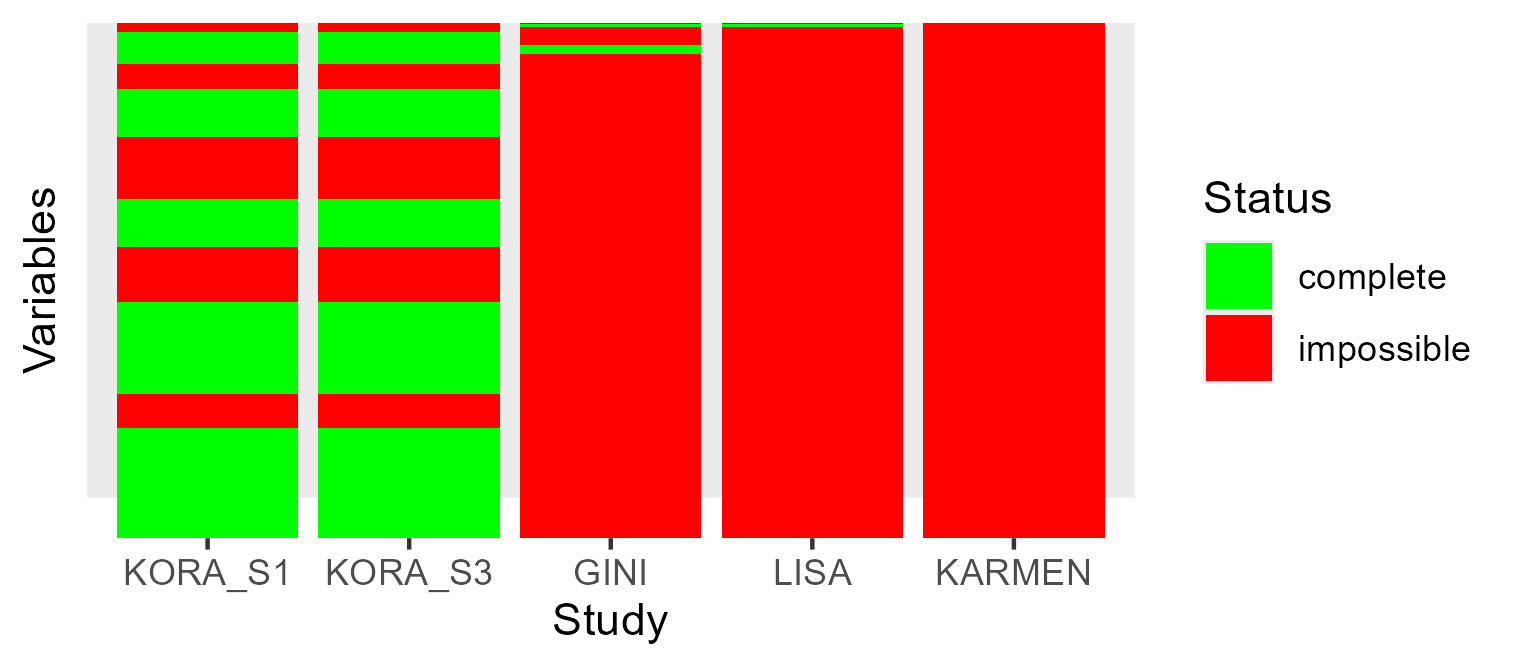 Variables
KORA_S1 KORA_S3 GINI LISA KARMEN
Study
Status
complete
impossible